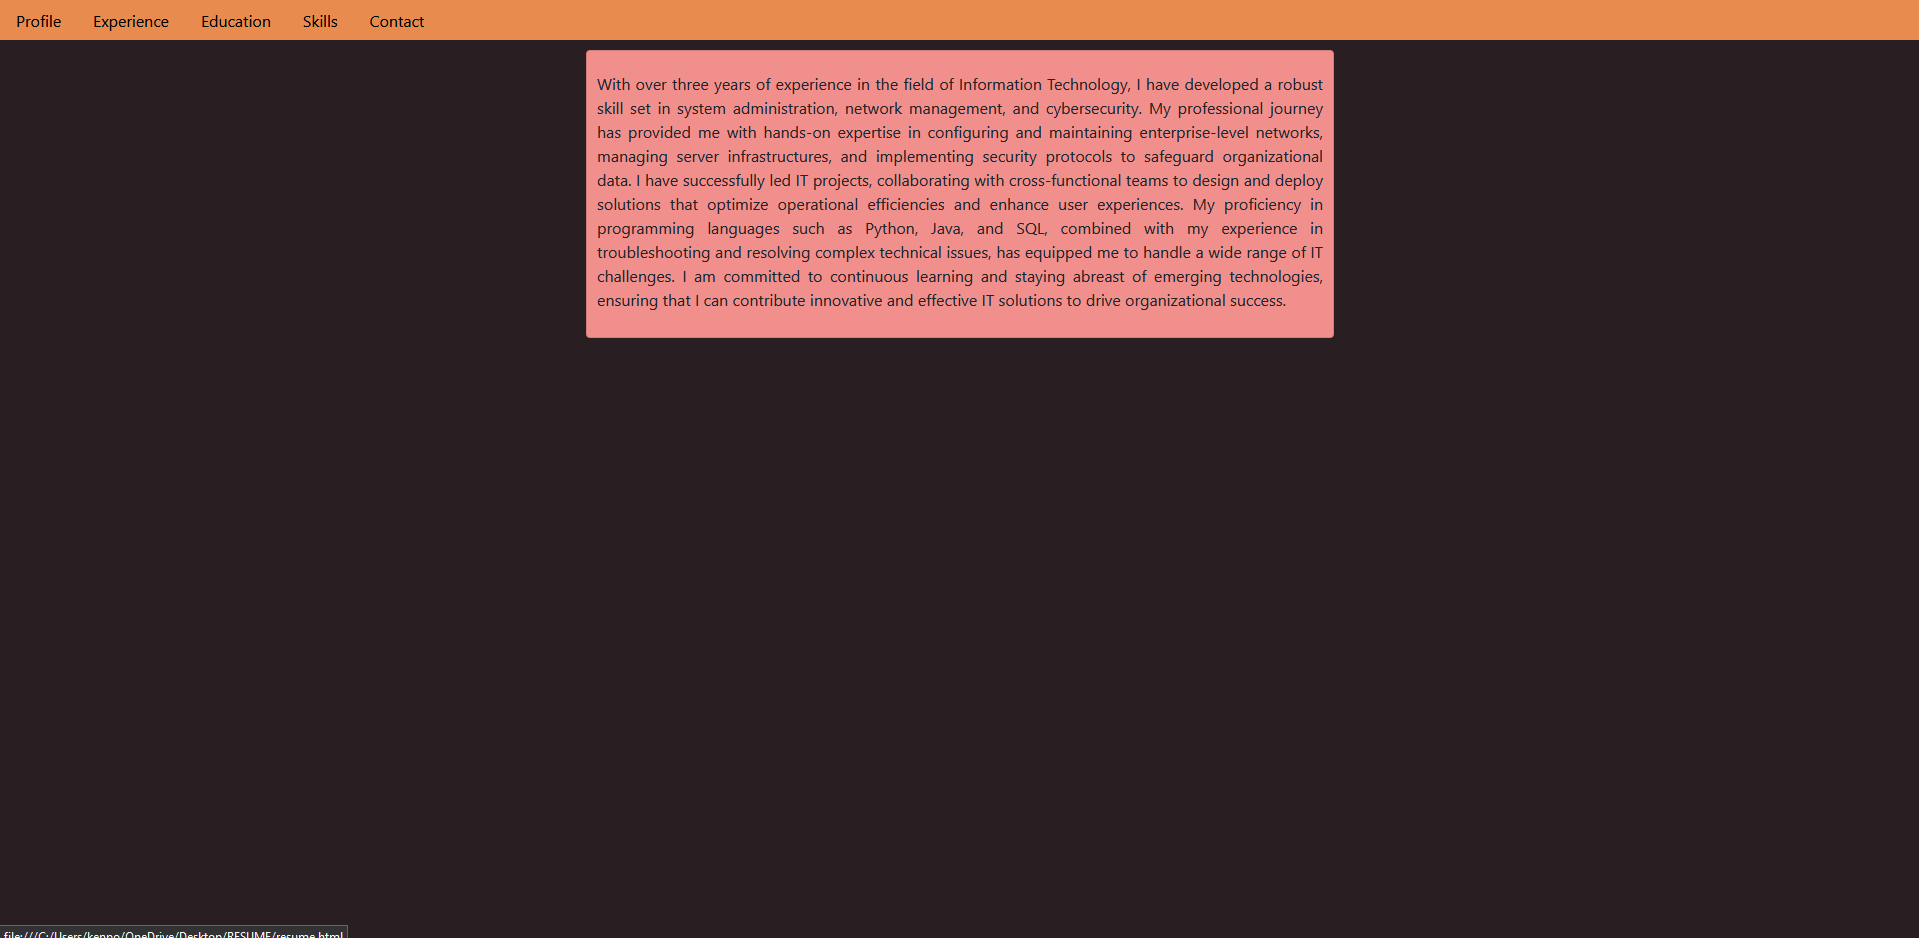 Profile Experience Education Skills Contact
With over three years of experience in the field of Information Technology, I have developed a robust
skill set in system administration, network management, and cybersecurity. My professional journey
has provided me with hands-on expertise in configuring and maintaining enterprise-level networks,
managing server infrastructures, and implementing security protocols to safeguard organizational
data. I have successfully led IT projects, collaborating with cross-functional teams to design and deploy
solutions that optimize operational efficiencies and enhance user experiences. My proficiency in
programming languages such as Python, Java, and SQL, combined with my experience in
troubleshooting and resolving complex technical issues, has equipped me to handle a wide range of IT
challenges. I am committed to continuous learning and staying abreast of emerging technologies,
ensuring that I can contribute innovative and effective IT solutions to drive organizational success.
file:///C:/Users/kenno/OneDrive/Desktop/RESUME/resume.html